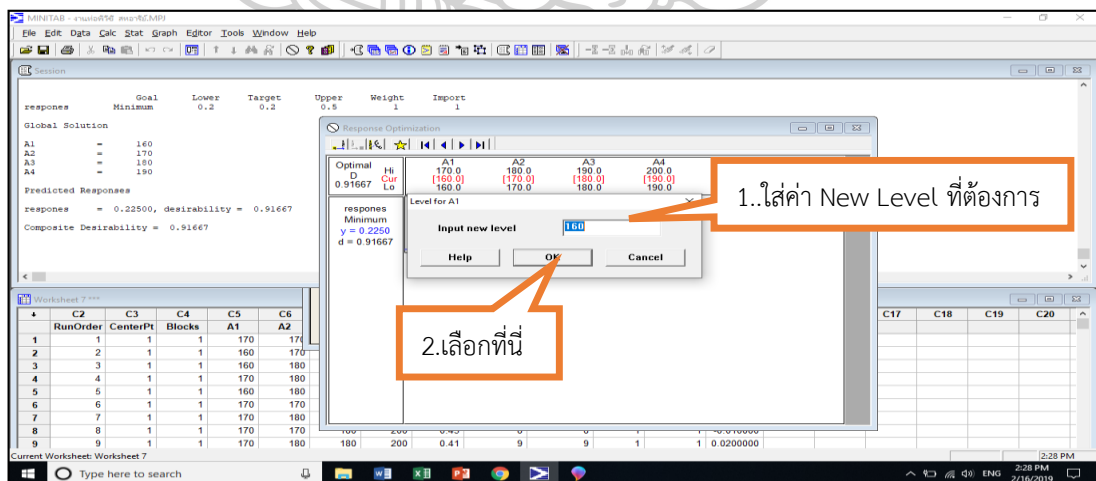 MINITAB - งานท่อพีวีซี สหอาชีป์.MPJ
File Edit Data Calc Stat Graph Editor Tools Window Help
Session
Goal Lower Target Upper Weight Import
respones Minimum 0.2 0.2 0.5 1 1
Global Solution
A1 = 160
A2 = 170
A3 = 180
A4 = 190
Predicted Responses
respones = 0.22500, desirability = 0.91667
Composite Desirability = 0.91667
Response Optimization
Optimal D 0.91667 Hi Cur Lo
A1 A2 A3 A4
170.0 180.0 190.0 200.0
[160.0] [170.0] [180.0] [190.0]
160.0 170.0 180.0 190.0
respones
Minimum
y = 0.2250
d = 0.91667
Level for A1
Input new level 160
Help OK Cancel
1..ใส่ค่า New Level ที่ต้องการ
2.เลือกที่นี่
Worksheet 7 ***
C2 C3 C4 C5 C6 C17 C18 C19 C20
RunOrder CenterPt Blocks A1 A2
1 1 1 1 170 170
2 2 1 1 160 170
3 3 1 1 160 180
4 4 1 1 170 180
5 5 1 1 160 180
6 6 1 1 170 170
7 7 1 1 170 180
8 8 1 1 170 170
9 9 1 1 170 180 180 200 0.41 9 9 1 1 0.0200000
Current Worksheet: Worksheet 7 2:28 PM
Type here to search
ENG 2:28 PM
2/16/2019